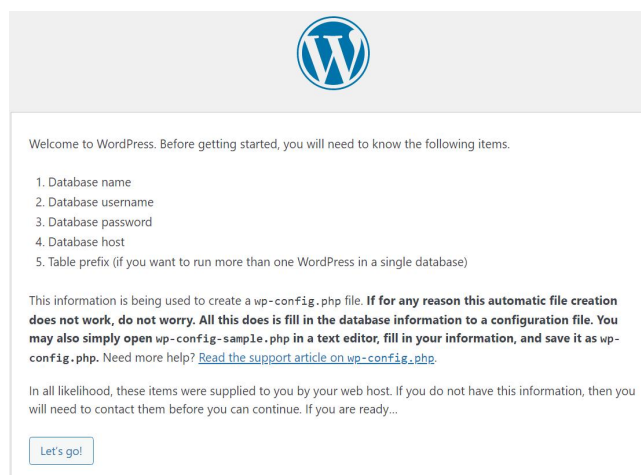 Welcome to WordPress. Before getting started, you will need to know the following items.
1. Database name
2. Database username
3. Database password
4. Database host
5. Table prefix (if you want to run more than one WordPress in a single database)
This information is being used to create a wp-config.php file. If for any reason this automatic file creation
does not work, do not worry. All this does is fill in the database information to a configuration file. You
may also simply open wp-config-sample.php in a text editor, fill in your information, and save it as wp-
config.php. Need more help? Read the support article on wp-config.php.
In all likelihood, these items were supplied to you by your web host. If you do not have this information, then you
will need to contact them before you can continue. If you are ready...
Let's go!